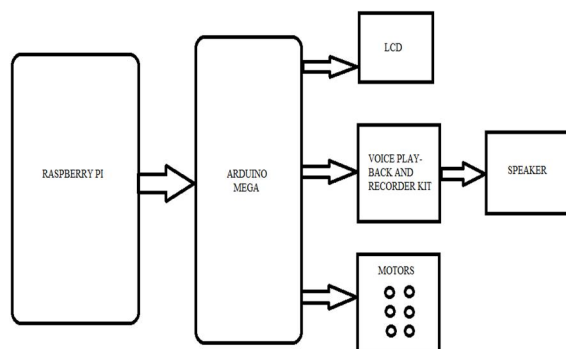 LCD
RASPBERRY PI
ARDUINO
MEGA
VOICE PLAY-
BACK AND
RECORDER KIT
SPEAKER
MOTORS